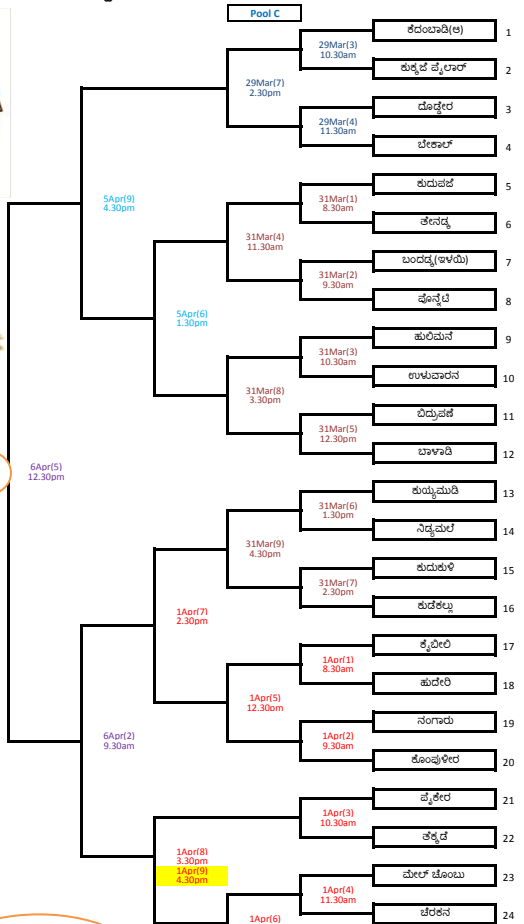 Pool C
ಕೆದಂಬಾಡಿ(ಅ) 1
29Mar(3)
10.30am
ಕುಕ್ಕಜೆ ಪೈಲಾರ್ 2
29Mar(7)
2.30pm
ದೊಡ್ಡೇರ 3
29Mar(4)
11.30am
ಬೇಕಾಲ್ 4
ಕುದುಪಜೆ 5
5Apr(9)
4.30pm
31Mar(1)
8.30am
ತೇನಡ್ಕ 6
31Mar(4)
11.30am
ಬಂದಡ್ಕ(ಇಳಯಿ) 7
31Mar(2)
9.30am
ಪೊನ್ನೆಟಿ 8
5Apr(6)
1.30pm
ಹುಲಿಮನೆ 9
31Mar(3)
10.30am
ಉಳುವಾರನ 10
31Mar(8)
3.30pm
ಬಿದ್ರುಪಣೆ 11
31Mar(5)
12.30pm
ಬಾಳಾಡಿ 12
6Apr(5)
12.30pm
ಕುಯ್ಯಮುಡಿ 13
31Mar(6)
1.30pm
ನಿಡ್ಯಮಲೆ 14
31Mar(9)
4.30pm
ಕುದುಕುಳಿ 15
31Mar(7)
2.30pm
ಕುಡೆಕಲ್ಲು 16
1Apr(7)
2.30pm
ಕೈಬೀಲಿ 17
1Apr(1)
8.30am
ಹುದೇರಿ 18
1Apr(5)
12.30pm
ನಂಗಾರು 19
6Apr(2)
9.30am
1Apr(2)
9.30am
ಕೊಂಪುಳೀರ 20
ಪೈಕೇರ 21
1Apr(3)
10.30am
ತೆಕ್ಕಡೆ 22
1Apr(8)
3.30pm
1Apr(9)
4.30pm
ಮೇಲ್ ಚೊಂಬು 23
1Apr(4)
11.30am
ಚೆರಕನ 24
1Apr(6)